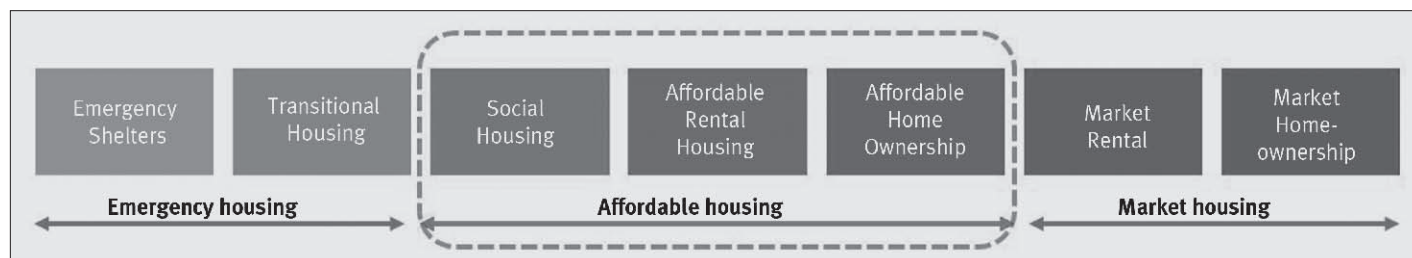 Emergency
Shelters
Transitional
Housing
Social
Housing
Affordable
Rental
Housing
Affordable
Home
Ownership
Market
Rental
Market
Home-
ownership
Emergency housing
Affordable housing
Market housing